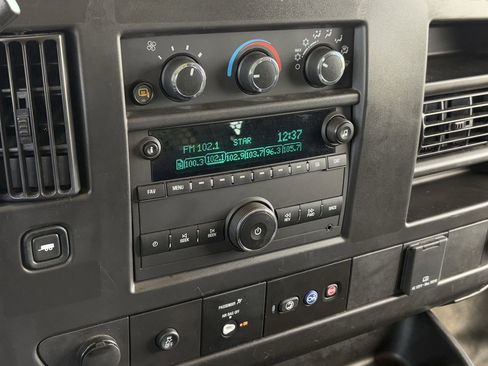 FM 102.1 STAR 12:37
100.3 102.1 102.9 103.7 96.3 105.7
FAV MENU
SEEK SEEK REV FWD BACK
PASSENGER
AIR BAG OFF